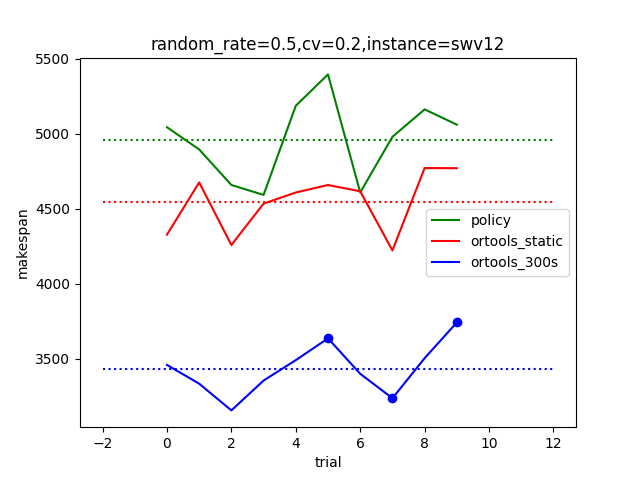 random_rate=0.5,cv=0.2,instance=swv12
5500
5000
4500
4000
3500
makespan
policy
ortools_static
ortools_300s
−2 0 2 4 6 8 10 12
trial